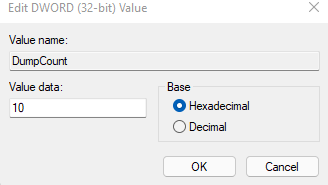 Edit DWORD (32-bit) Value
Value name:
DumpCount
Value data:
10
Base
Hexadecimal
Decimal
OK
Cancel